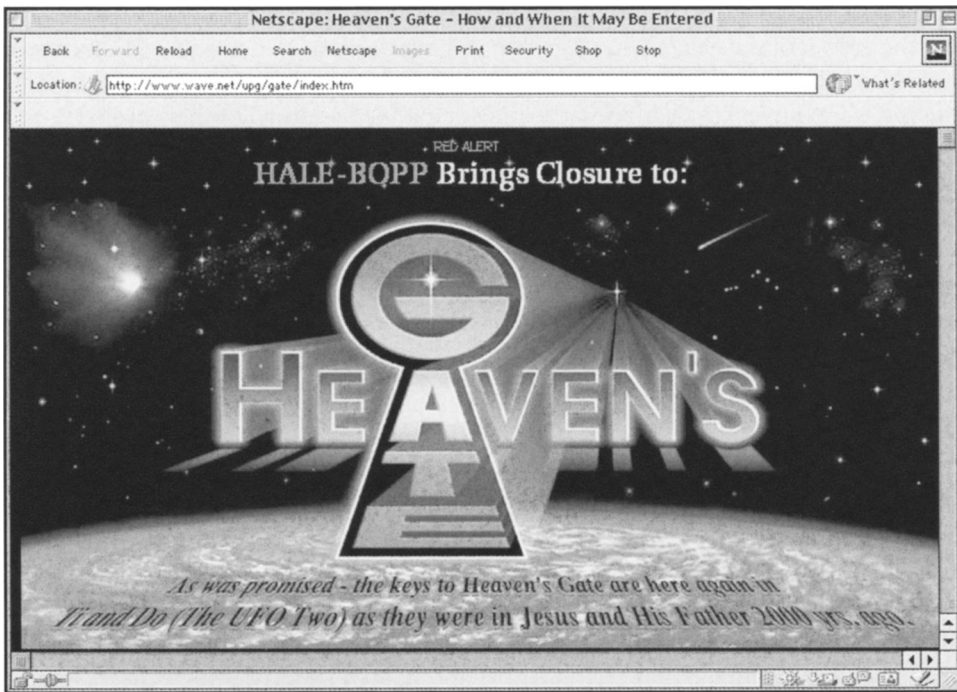 Netscape: Heaven's Gate - How and When It May Be Entered
Back Forward Reload Home Search Netscape Images Print Security Shop Stop
N
Location: http://www.wave.net/upg/gate/index.htm What's Related
RED ALERT
HALE-BOPP Brings Closure to:
HEAVEN'S
GATE
As was promised - the keys to Heaven's Gate are here again in
Ti and Do (The UFO Two) as they were in Jesus and His Father 2000 yrs. ago.